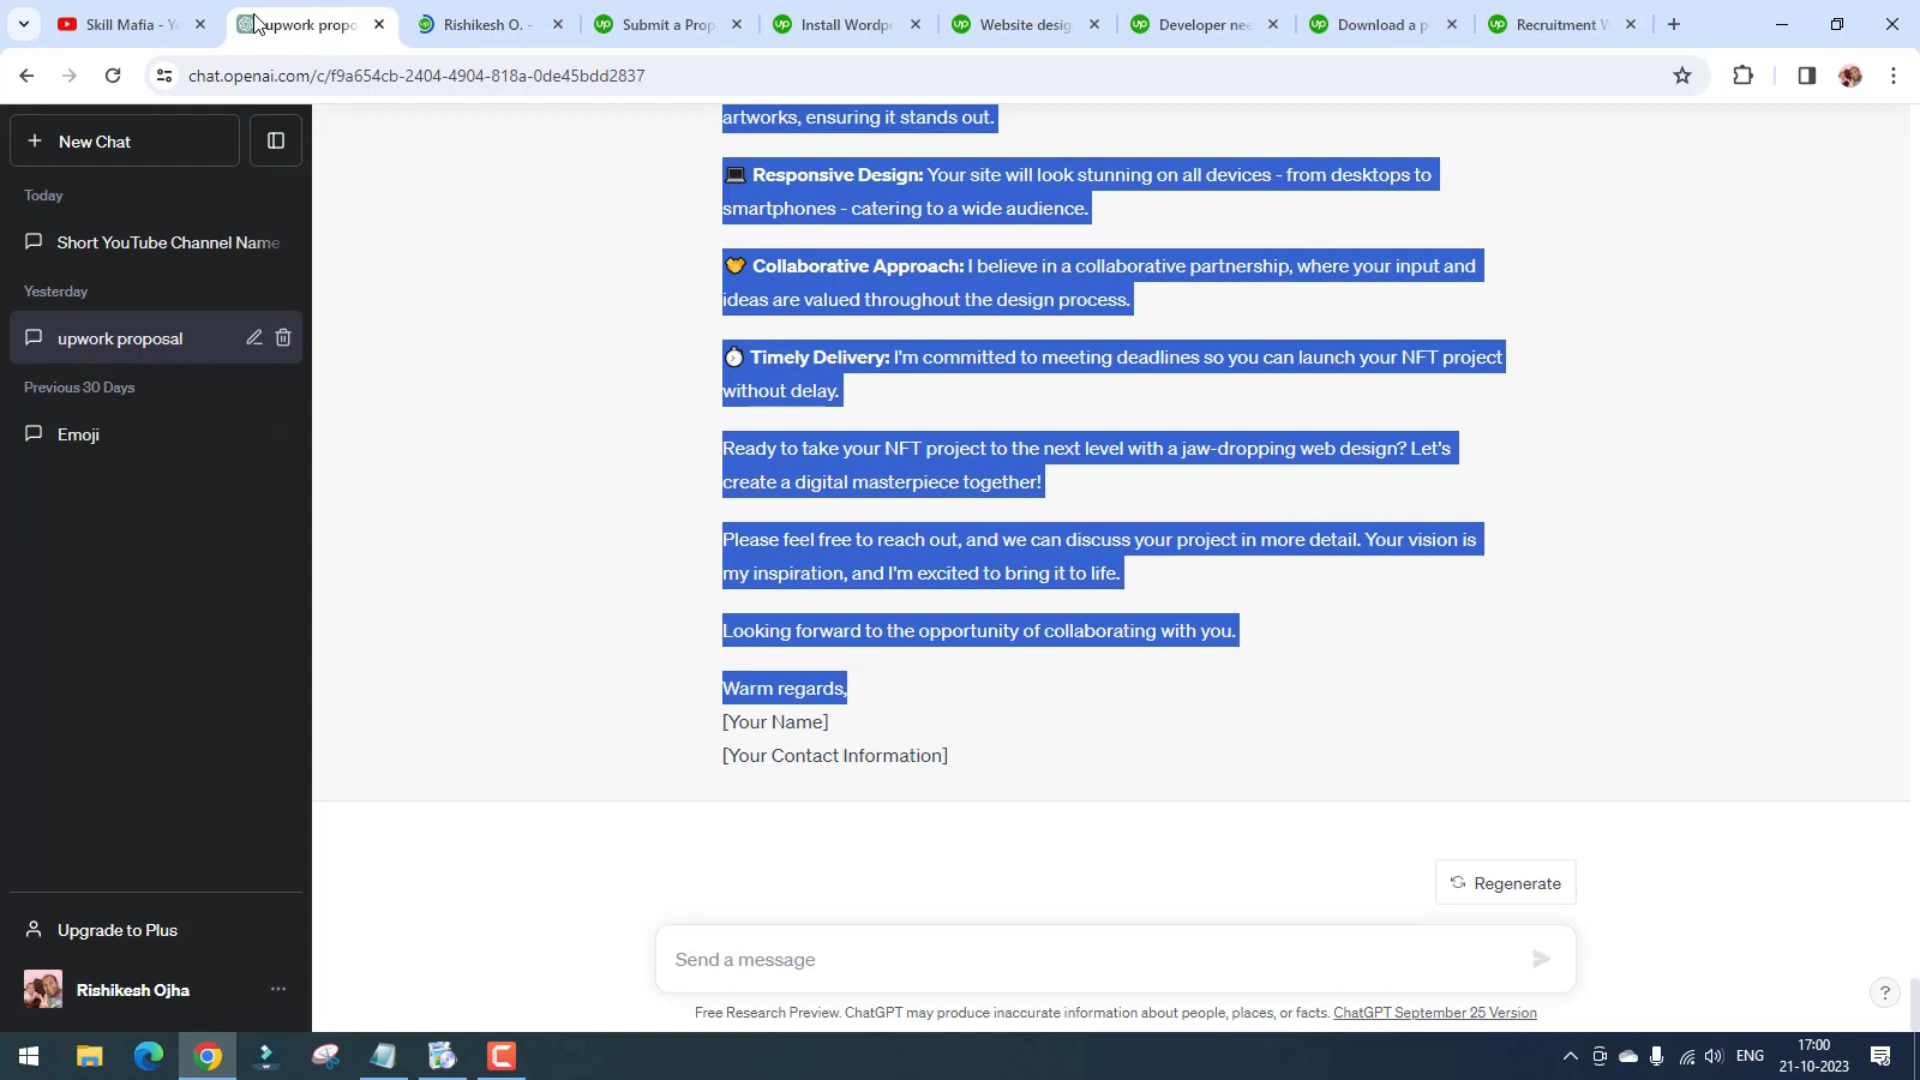 Skill Mafia - Yo
upwork propo
Rishikesh O. -
Submit a Prop
Install Wordpr
Website desig
Developer nee
Download a p
Recruitment W
chat.openai.com/c/f9a654cb-2404-4904-818a-0de45bdd2837
New Chat
Today
Short YouTube Channel Name
Yesterday
upwork proposal
Previous 30 Days
Emoji
Upgrade to Plus
Rishikesh Ojha
artworks, ensuring it stands out.
💻 Responsive Design: Your site will look stunning on all devices - from desktops to
smartphones - catering to a wide audience.
🤝 Collaborative Approach: I believe in a collaborative partnership, where your input and
ideas are valued throughout the design process.
⏱️ Timely Delivery: I'm committed to meeting deadlines so you can launch your NFT project
without delay.
Ready to take your NFT project to the next level with a jaw-dropping web design? Let's
create a digital masterpiece together!
Please feel free to reach out, and we can discuss your project in more detail. Your vision is
my inspiration, and I'm excited to bring it to life.
Looking forward to the opportunity of collaborating with you.
Warm regards,
[Your Name]
[Your Contact Information]
Regenerate
Send a message
Free Research Preview. ChatGPT may produce inaccurate information about people, places, or facts. ChatGPT September 25 Version
?
ENG
17:00
21-10-2023